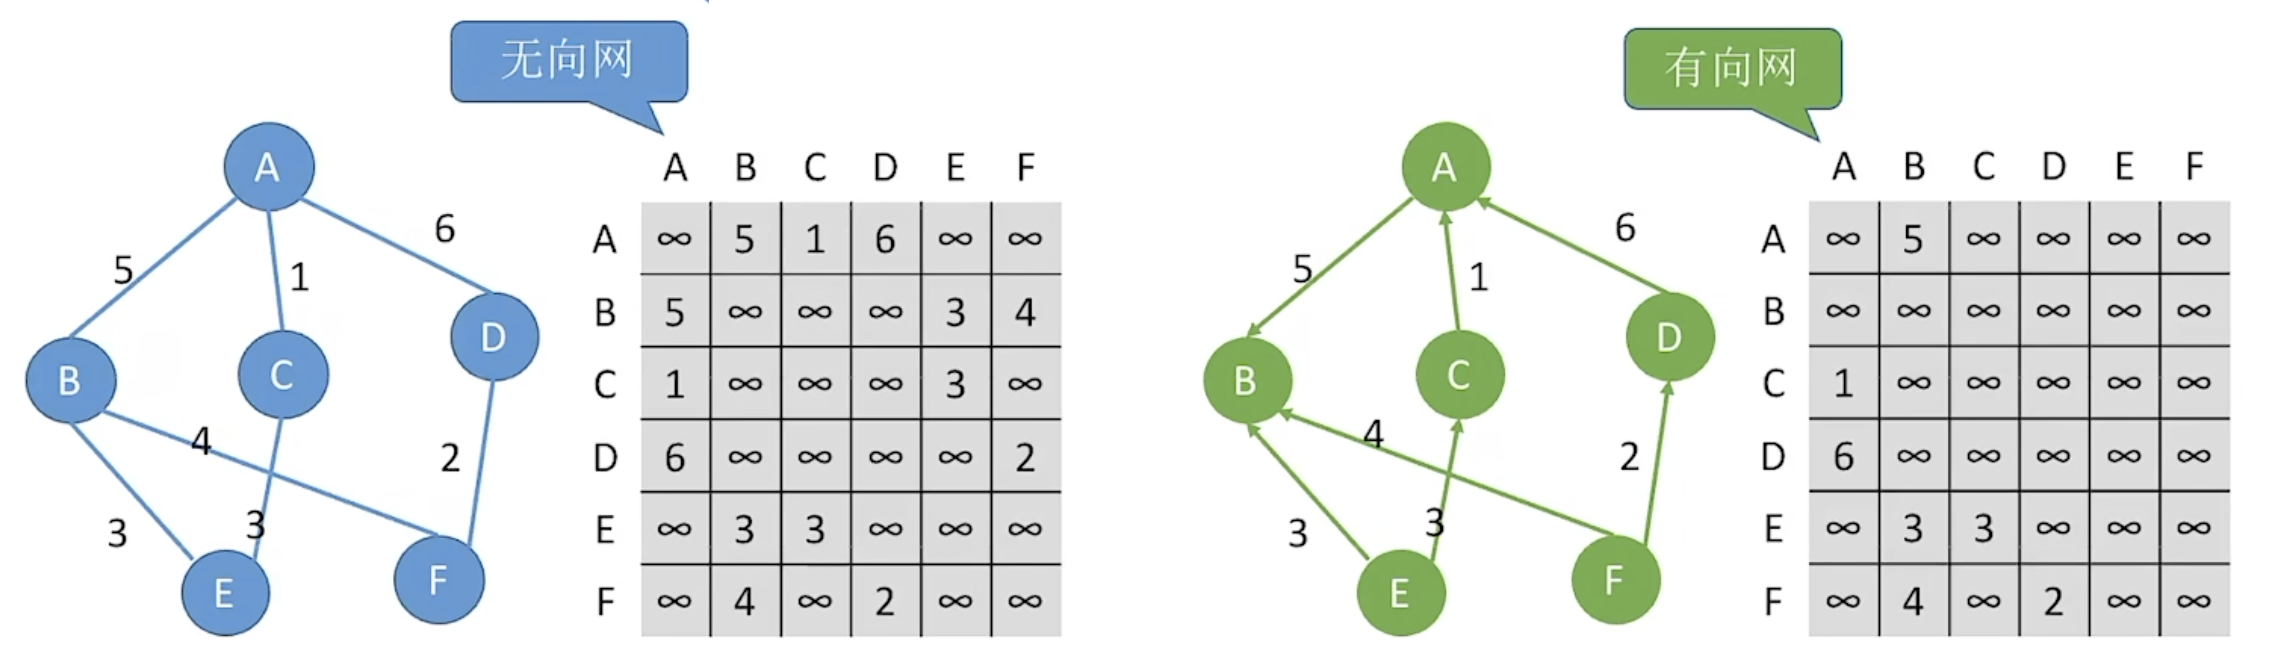 无向网
A
B
C
D
E
F
5
1
6
4
2
3
3
A B C D E F
A ∞ 5 1 6 ∞ ∞
B 5 ∞ ∞ ∞ 3 4
C 1 ∞ ∞ ∞ 3 ∞
D 6 ∞ ∞ ∞ ∞ 2
E ∞ 3 3 ∞ ∞ ∞
F ∞ 4 ∞ 2 ∞ ∞
有向网
A
B
C
D
E
F
5
1
6
4
2
3
3
A B C D E F
A ∞ 5 ∞ ∞ ∞ ∞
B ∞ ∞ ∞ ∞ ∞ ∞
C 1 ∞ ∞ ∞ ∞ ∞
D 6 ∞ ∞ ∞ ∞ ∞
E ∞ 3 3 ∞ ∞ ∞
F ∞ 4 ∞ 2 ∞ ∞